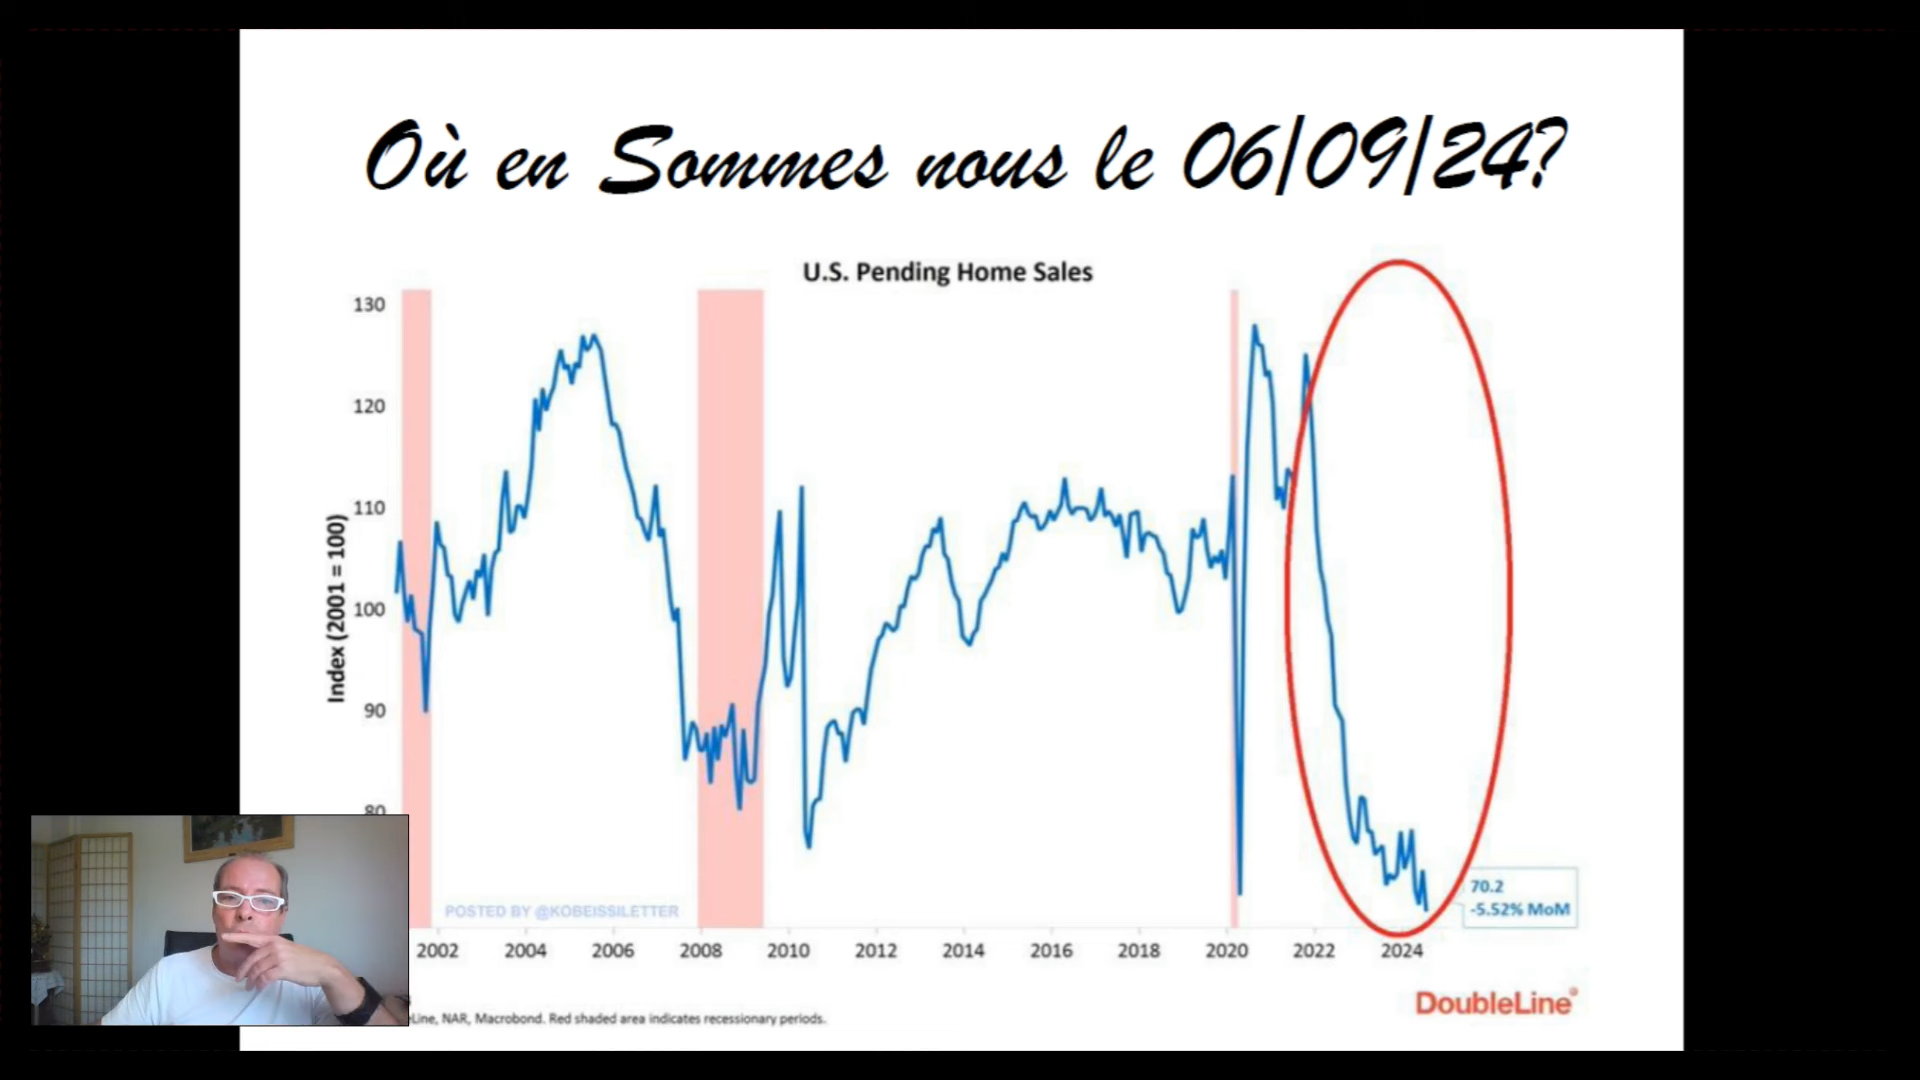 Où en Sommes nous le 06/09/24?
U.S. Pending Home Sales
Index (2001 = 100)
130
120
110
100
90
80
70.2
-5.52% MoM
POSTED BY @KOBEISSILETTER
2002 2004 2006 2008 2010 2012 2014 2016 2018 2020 2022 2024
DoubleLine®
Line, NAR, Macrobond. Red shaded area indicates recessionary periods.